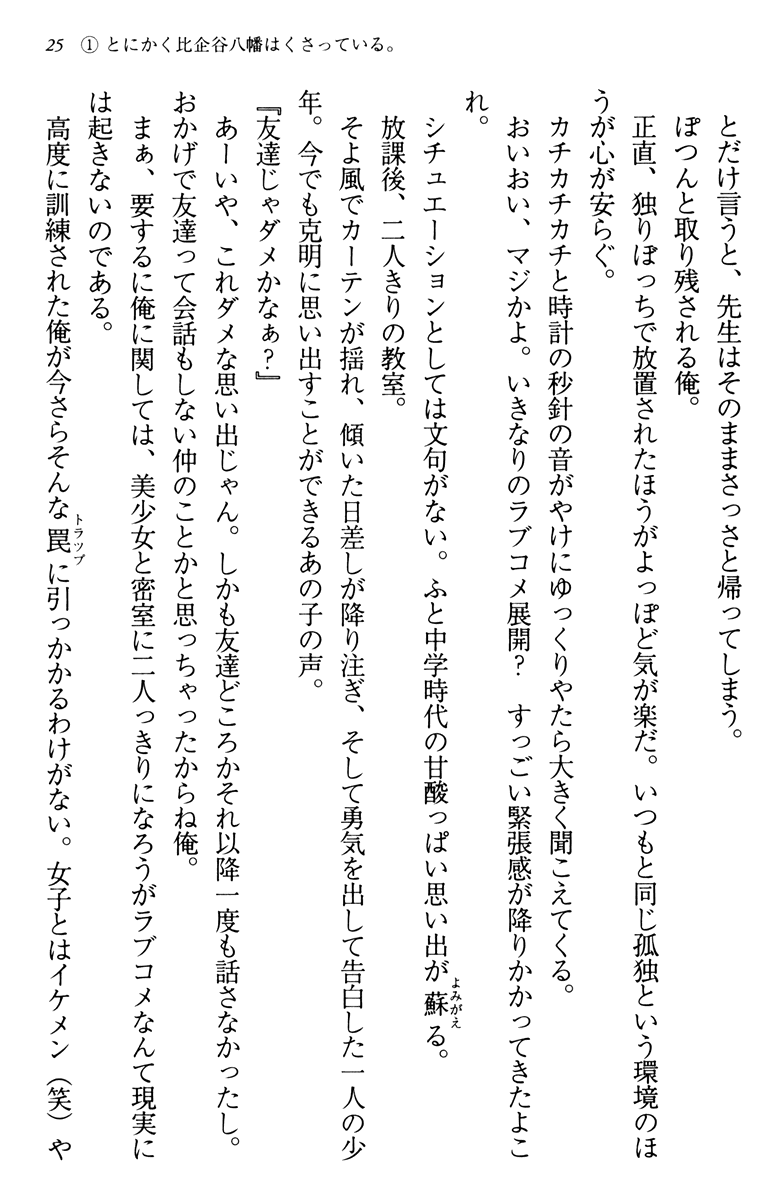 25　①とにかく比企谷八幡はくさっている。
　とだけ言うと、先生はそのままさっさと帰ってしまう。
　ぽつんと取り残される俺。
　正直、独りぼっちで放置されたほうがよっぽど気が楽だ。いつもと同じ孤独という環境のほ
うが心が安らぐ。
　カチカチカチと時計の秒針の音がやけにゆっくりやたら大きく聞こえてくる。
　おいおい、マジかよ。いきなりのラブコメ展開？　すっごい緊張感が降りかかってきたよこ
れ。
　シチュエーションとしては文句がない。ふと中学時代の甘酸っぱい思い出が蘇る。
よみがえ
　放課後、二人きりの教室。
　そよ風でカーテンが揺れ、傾いた日差しが降り注ぎ、そして勇気を出して告白した一人の少
年。今でも克明に思い出すことができるあの子の声。
『友達じゃダメかなぁ？』
　あーいや、これダメな思い出じゃん。しかも友達どころかそれ以降一度も話さなかったし。
おかげで友達って会話もしない仲のことかと思っちゃったからね俺。
　まぁ、要するに俺に関しては、美少女と密室に二人っきりになろうがラブコメなんて現実に
は起きないのである。
　高度に訓練された俺が今さらそんな罠に引っかかるわけがない。女子とはイケメン（笑）や
トラップ